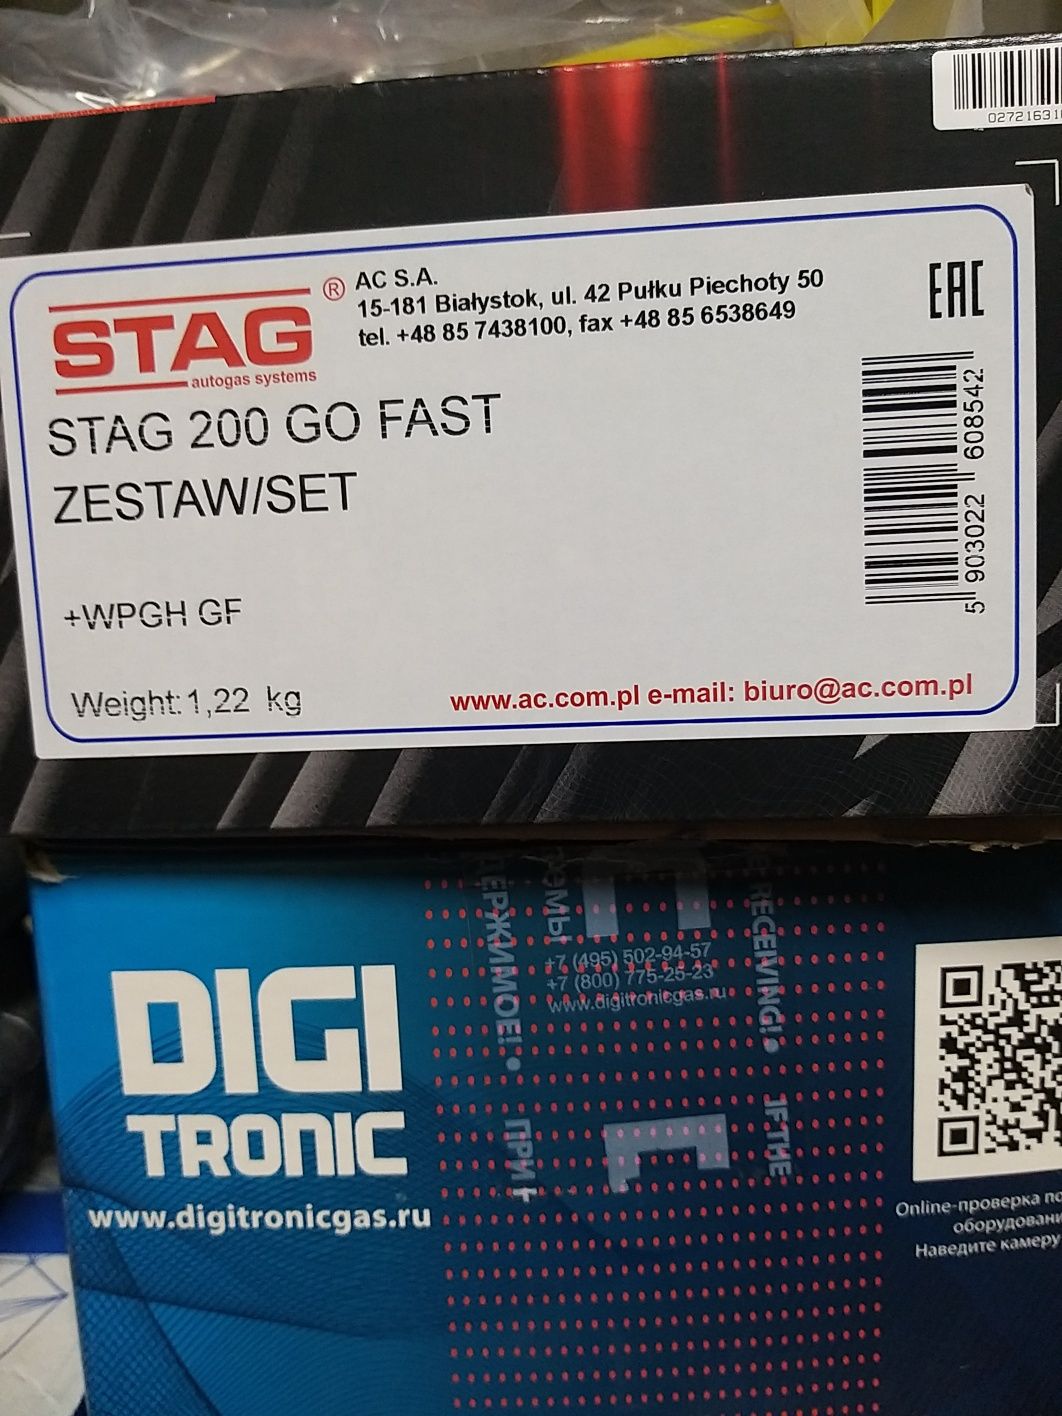 0272163
STAG®
autogas systems
AC S.A.
15-181 Białystok, ul. 42 Pułku Piechoty 50
tel. +48 85 7438100, fax +48 85 6538649
EAC
STAG 200 GO FAST
ZESTAW/SET
+WPGH GF
Weight: 1,22 kg
www.ac.com.pl e-mail: biuro@ac.com.pl
5 903022 608542
DIGI
TRONIC
www.digitronicgas.ru
+7 (495) 502-94-57
+7 (800) 775-25-23
www.digitronicgas.ru
RECEIVING! •
IF THE
ПРИ
Online-проверка
Наведите камеру